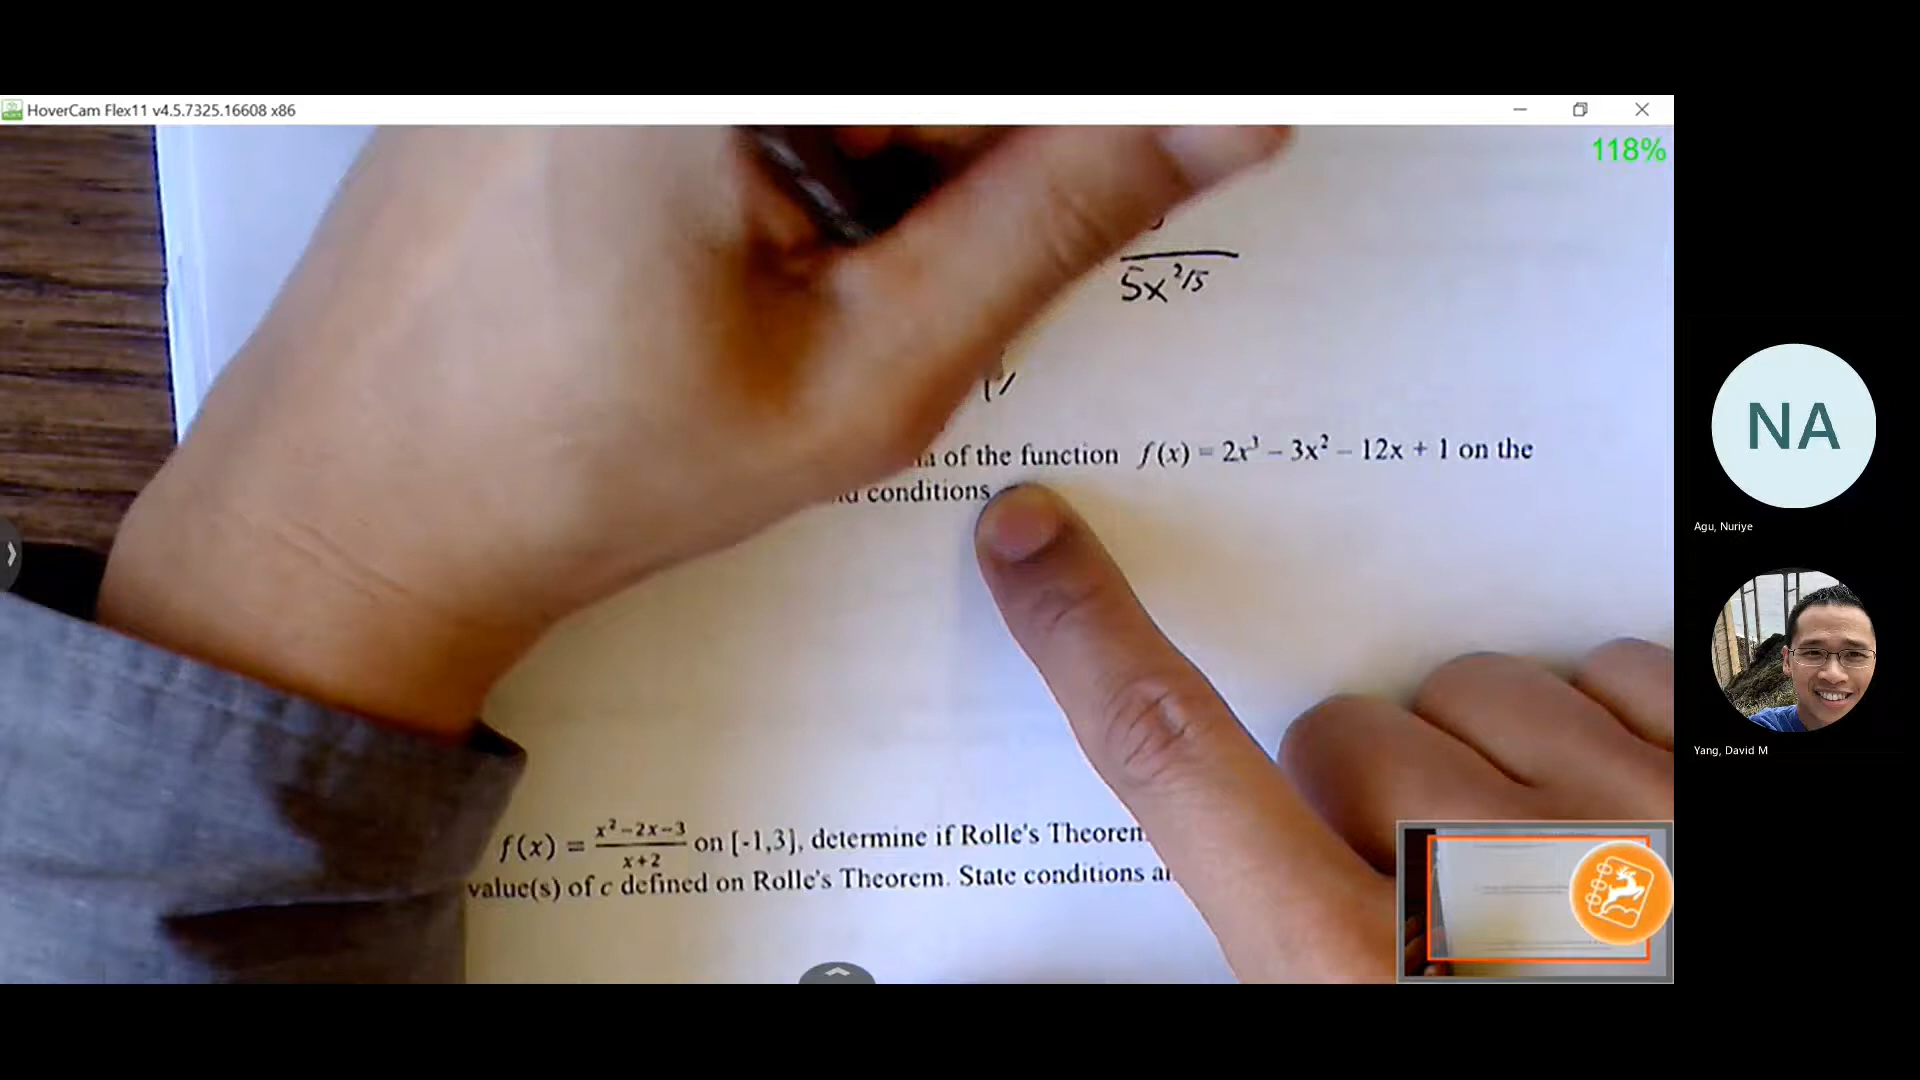 HoverCam Flex11 v4.5.7325.16608 x86
118%
5x^2/5
of the function f(x) = 2x³ − 3x² − 12x + 1 on the
conditions
f(x) = x²−2x−3 / x+2 on [-1,3], determine if Rolle's Theorem
value(s) of c defined on Rolle's Theorem. State conditions
NA
Agu, Nuriye
Yang, David M